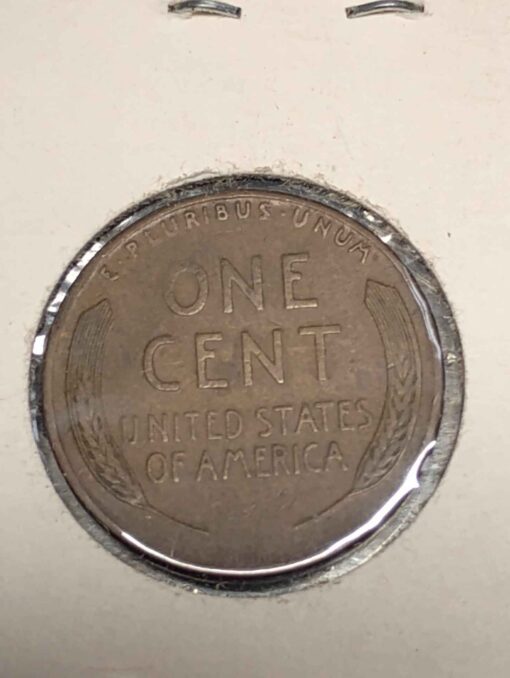 E·PLURIBUS·UNUM
ONE
CENT
UNITED STATES
OF AMERICA